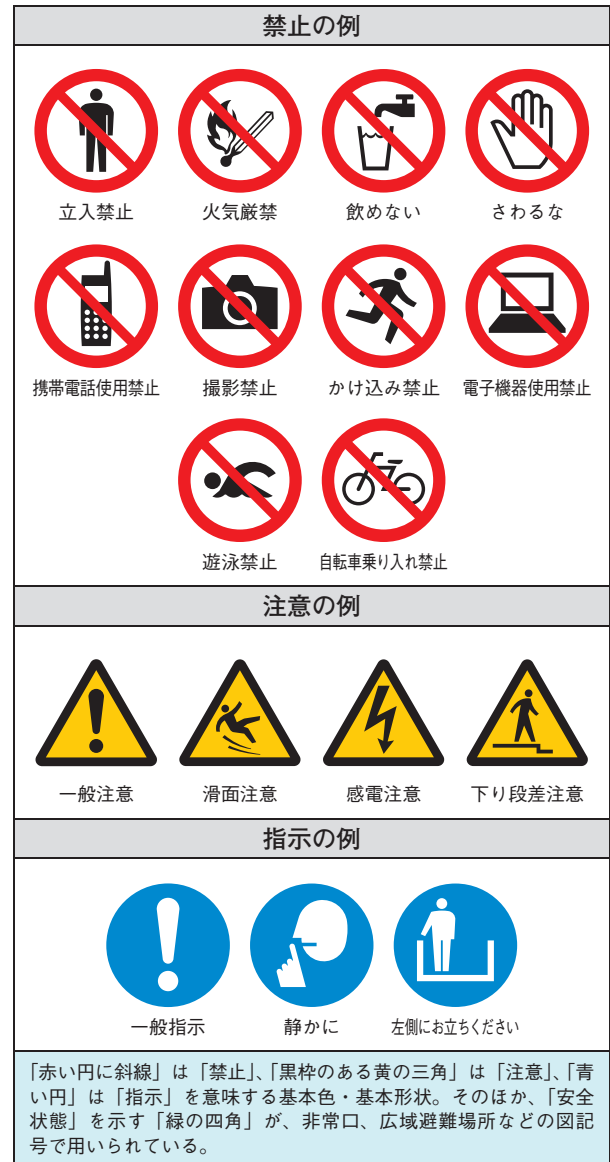 禁止の例
立入禁止 火気厳禁 飲めない さわるな
携帯電話使用禁止 撮影禁止 かけ込み禁止 電子機器使用禁止
遊泳禁止 自転車乗り入れ禁止
注意の例
一般注意 滑面注意 感電注意 下り段差注意
指示の例
一般指示 静かに 左側にお立ちください
「赤い円に斜線」は「禁止」、「黒枠のある黄の三角」は「注意」、「青
い円」は「指示」を意味する基本色・基本形状。そのほか、「安全
状態」を示す「緑の四角」が、非常口、広域避難場所などの図記
号で用いられている。